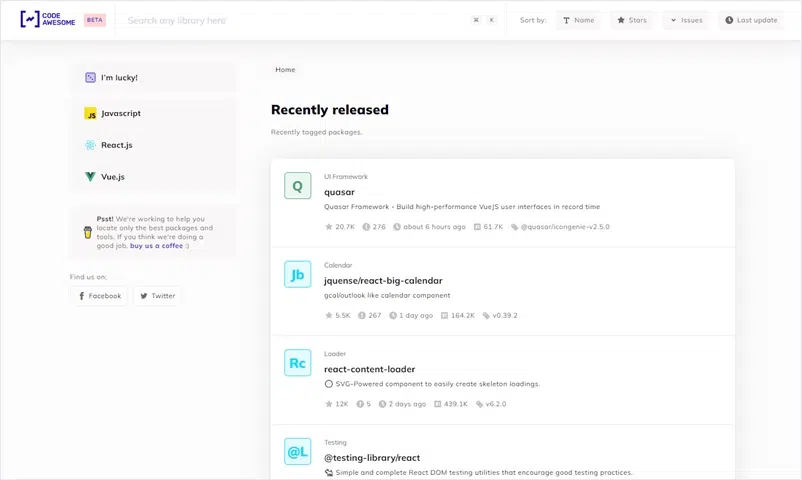 CODE
AWESOME
BETA
Search any library here'
⌘ K
Sort by: Name Stars Issues Last update
I'm lucky!
JS Javascript
React.js
Vue.js
Psst! We're working to help you
locate only the best packages and
tools. If you think we're doing a
good job, buy us a coffee :)
Find us on:
Facebook Twitter
Home
Recently released
Recently tagged packages.
Q
UI Framework
quasar
Quasar Framework - Build high-performance VueJS user interfaces in record time
20.7K 276 about 6 hours ago 61.7K @quasar/icongenie-v2.5.0
Jb
Calendar
jquense/react-big-calendar
gcal/outlook like calendar component
5.5K 267 1 day ago 164.2K v0.39.2
Rc
Loader
react-content-loader
SVG-Powered component to easily create skeleton loadings.
12K 5 2 days ago 439.1K v6.2.0
@L
Testing
@testing-library/react
Simple and complete React DOM testing utilities that encourage good testing practices.